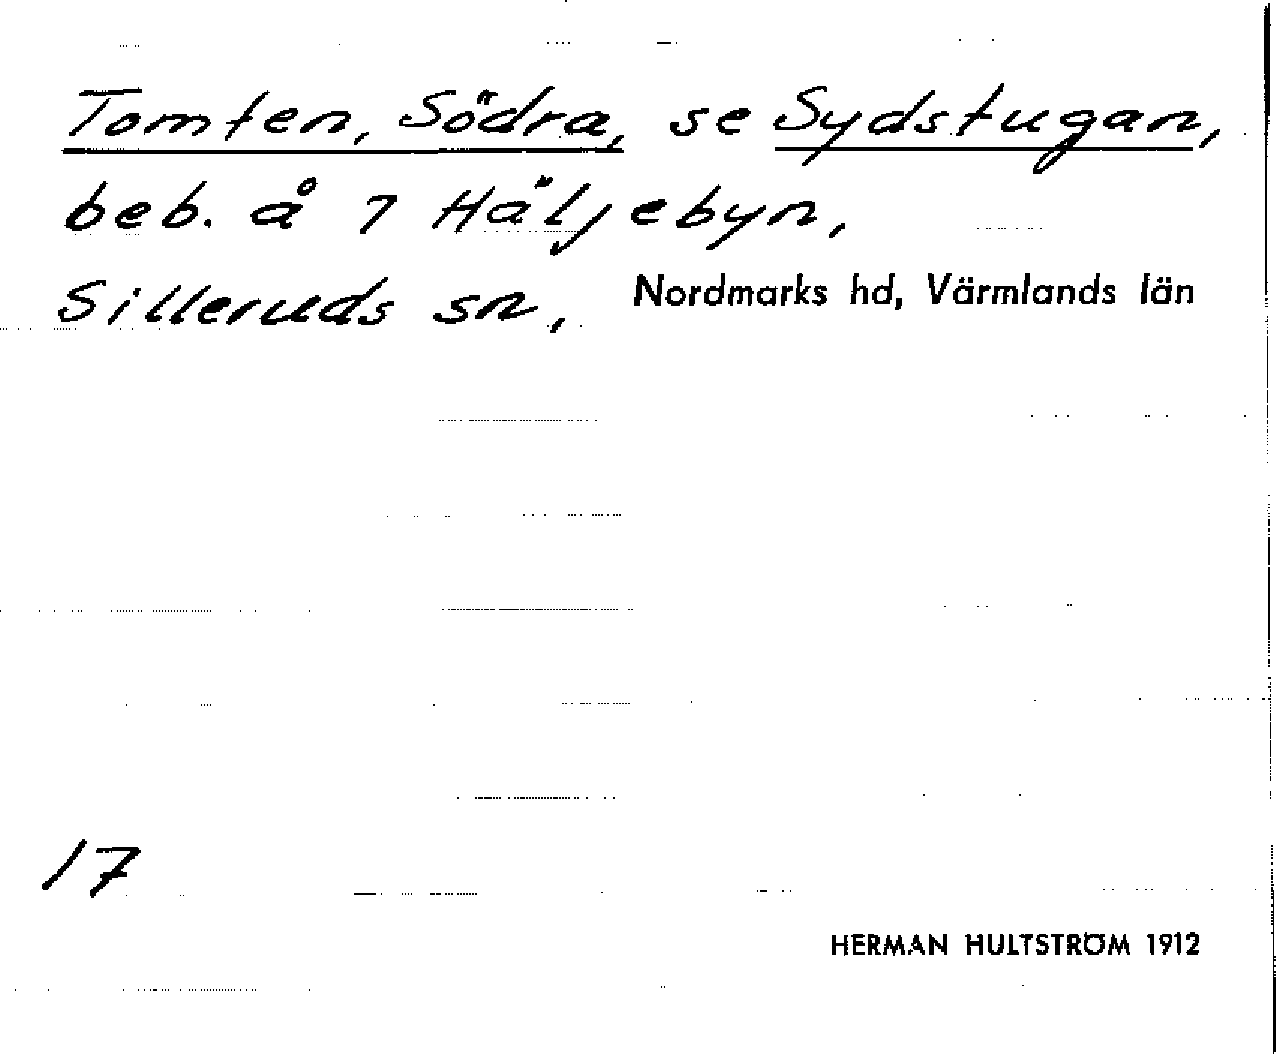 Tomten, Södra, se Sydstugan,
beb. å 7 Häljebyn,
Silleruds sn, Nordmarks hd, Värmlands län
17
HERMAN HULTSTRÖM 1912